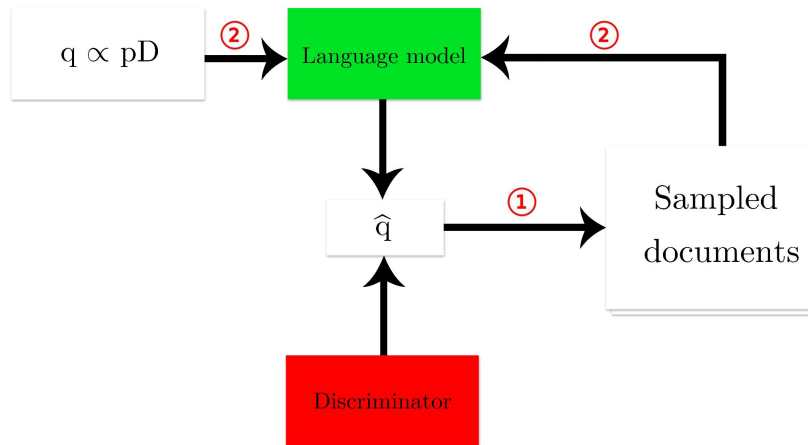 q ∝ pD
②
Language model
②
q̂
①
Sampled
documents
Discriminator